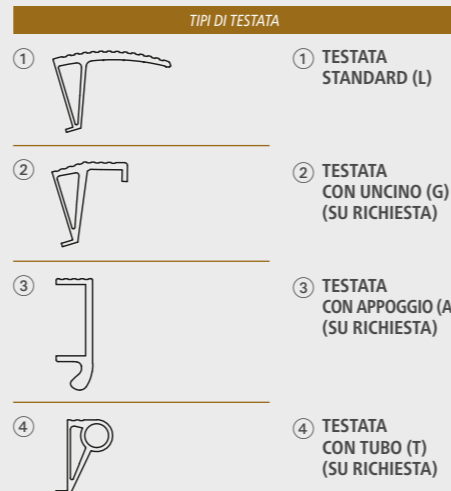 TIPI DI TESTATA
1
1 TESTATA
STANDARD (L)
2
2 TESTATA
CON UNCINO (G)
(SU RICHIESTA)
3
3 TESTATA
CON APPOGGIO (A
(SU RICHIESTA)
4
4 TESTATA
CON TUBO (T)
(SU RICHIESTA)